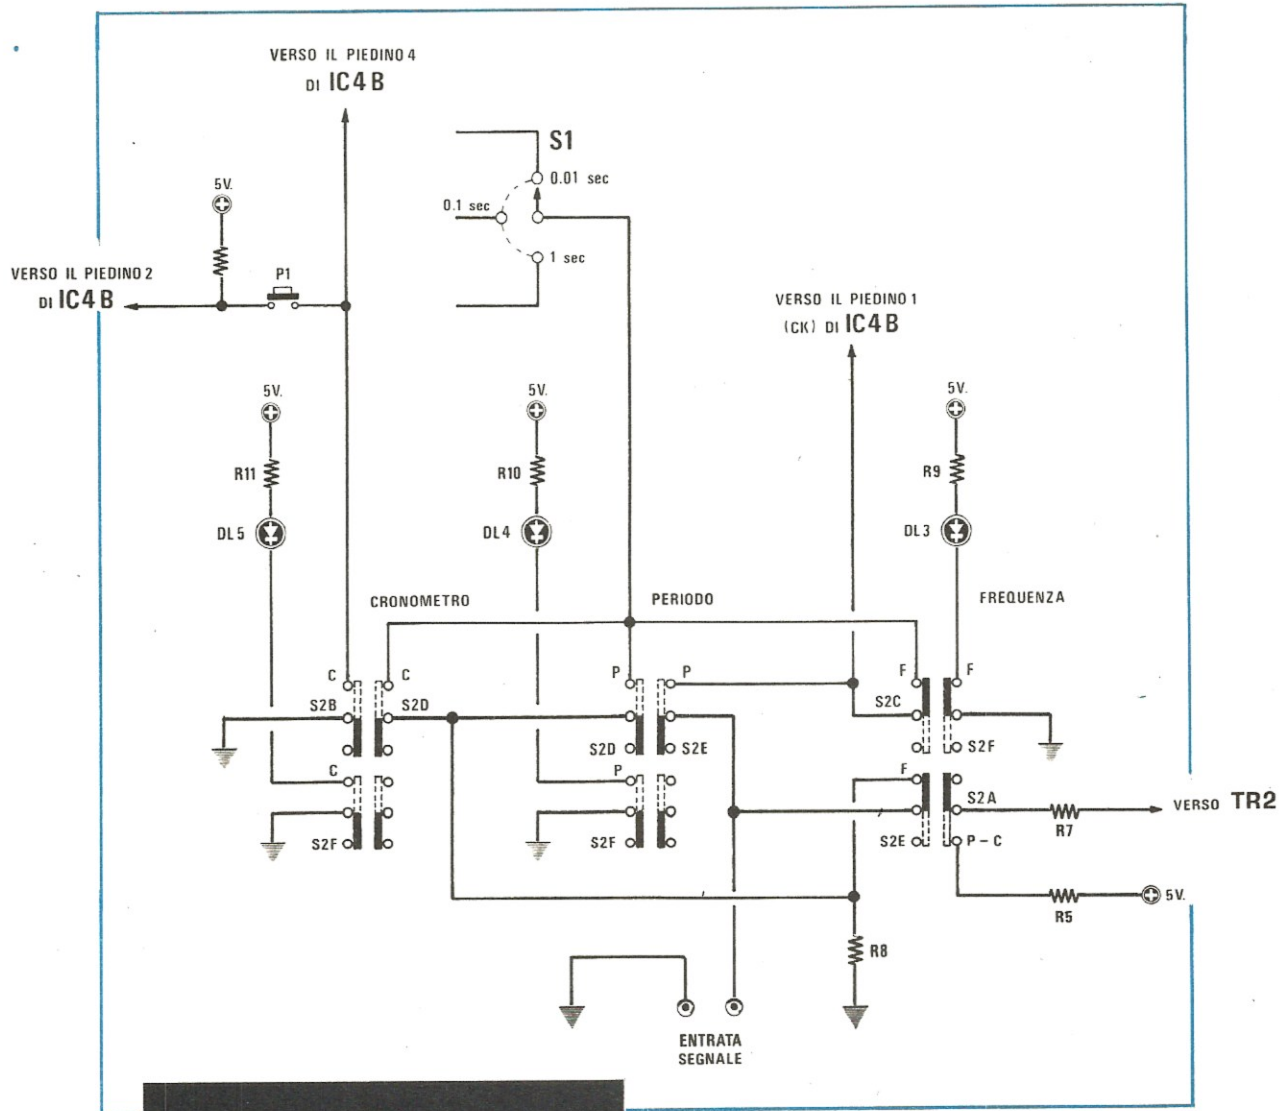 VERSO IL PIEDINO 4
DI IC4B
S1
0.01 sec
5V.
0.1 sec
1 sec
VERSO IL PIEDINO 2
DI IC4B
P1
VERSO IL PIEDINO 1
(CK) DI IC4B
5V.
5V.
5V.
R11
R10
R9
DL5
DL4
DL3
CRONOMETRO
PERIODO
FREQUENZA
C
C
P
P
F
F
S2B
S2D
S2C
S2D
S2E
S2F
C
P
F
S2A
VERSO TR2
R7
S2F
S2F
S2E
P-C
5V.
R5
R8
ENTRATA
SEGNALE